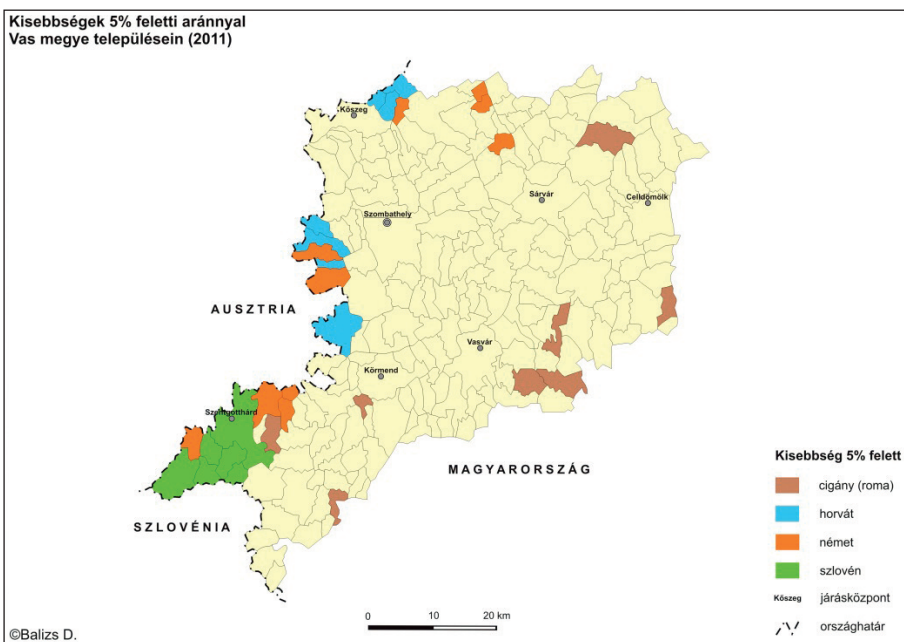 Kisebbségek 5% feletti aránnyal
Vas megye településein (2011)
Kőszeg
Sárvár
Celldömölk
Szombathely
AUSZTRIA
Vasvár
Körmend
Szentgotthárd
MAGYARORSZÁG
SZLOVÉNIA
Kisebbség 5% felett
cigány (roma)
horvát
német
szlovén
Kőszeg járásközpont
országhatár
0 10 20 km
©Balizs D.